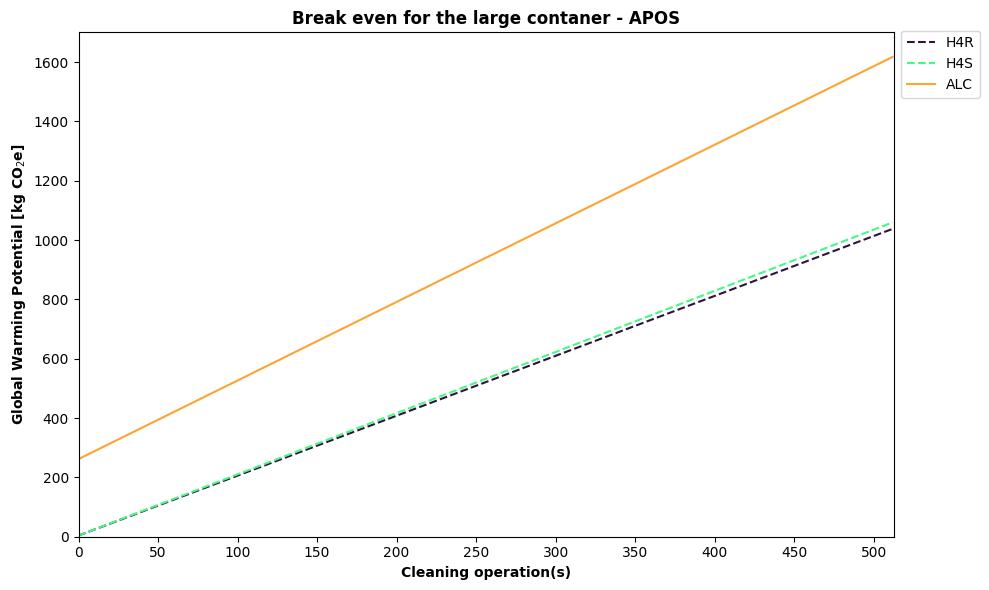 Break even for the large contaner - APOS
H4R
H4S
ALC
Global Warming Potential [kg CO₂e]
1600
1400
1200
1000
800
600
400
200
0
0 50 100 150 200 250 300 350 400 450 500
Cleaning operation(s)